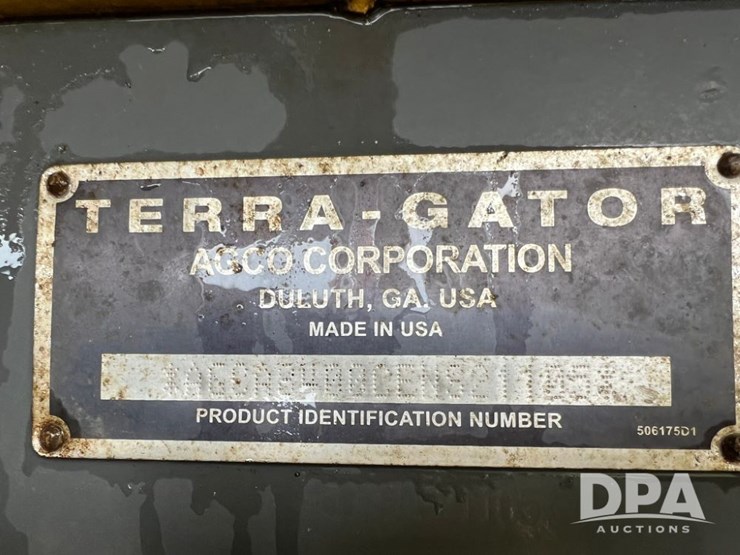 TERRA-GATOR
AGCO CORPORATION
DULUTH, GA. USA
MADE IN USA
PRODUCT IDENTIFICATION NUMBER
506175D1
DPA
AUCTIONS